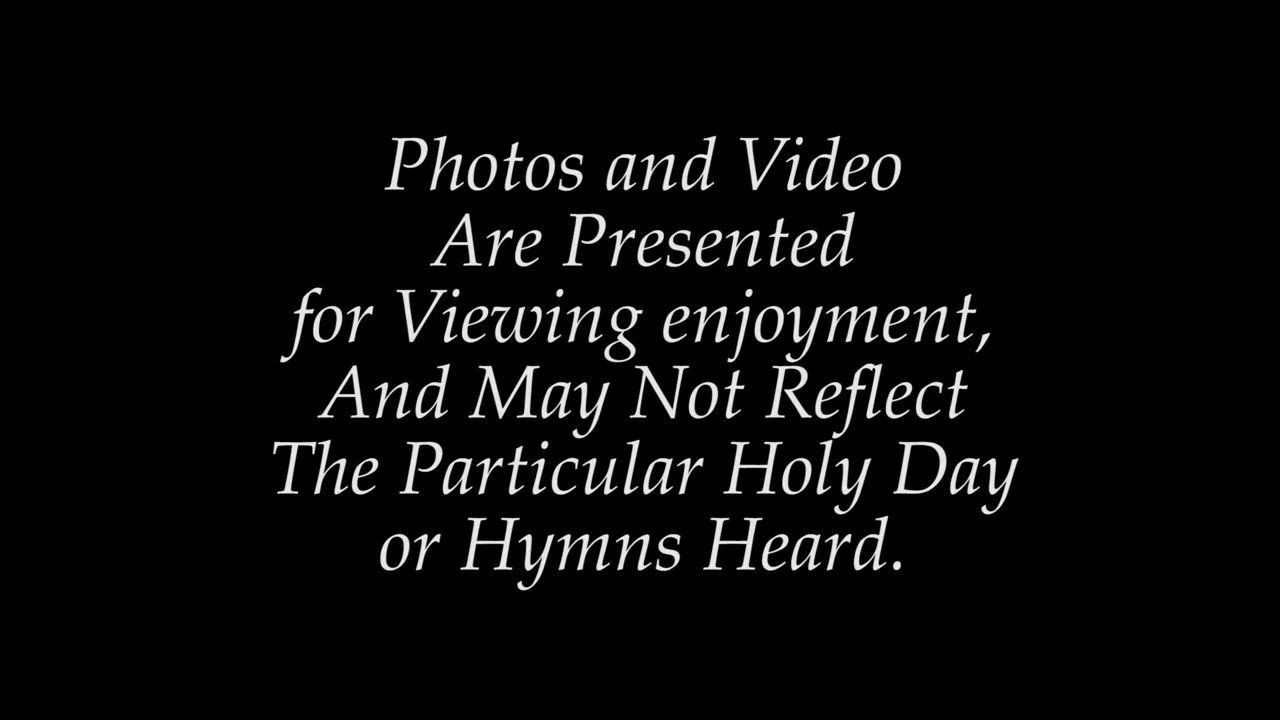 Photos and Video
Are Presented
for Viewing enjoyment,
And May Not Reflect
The Particular Holy Day
or Hymns Heard.